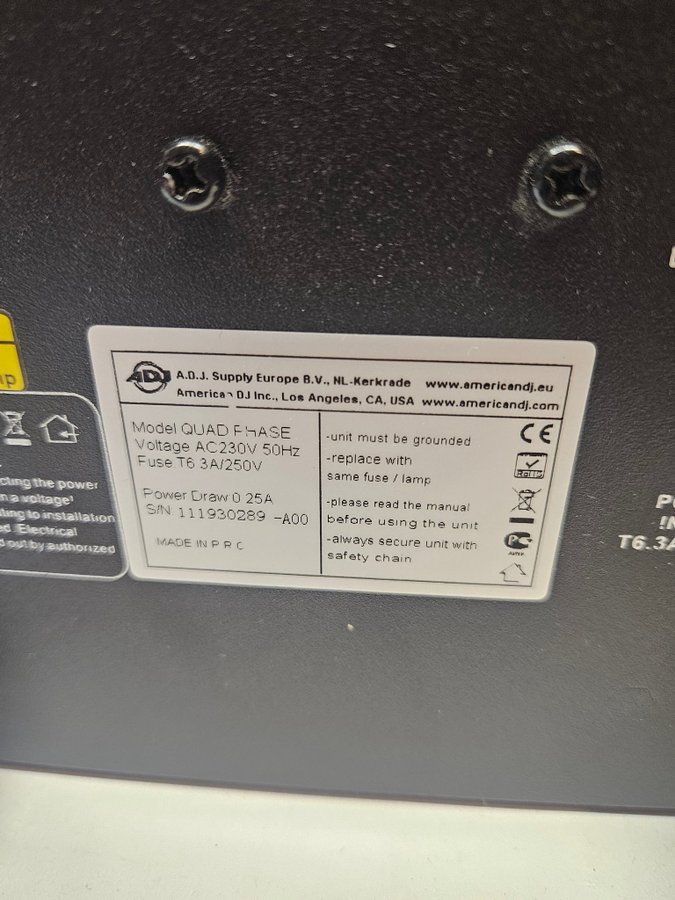 ADJ A.D.J. Supply Europe B.V., NL-Kerkrade www.americandj.eu
American DJ Inc., Los Angeles, CA, USA www.americandj.com
Model QUAD PHASE
Voltage AC230V 50Hz
Fuse T6 3A/250V
Power Draw 0 25A
S/N 111930289 -A00
MADE IN P R C
-unit must be grounded
-replace with
same fuse / lamp
-please read the manual
before using the unit
-always secure unit with
safety chain
CE
RoHS
cting the power
n a voltage
ting to installation
ed Electrical
d out by authorized
T6.3A